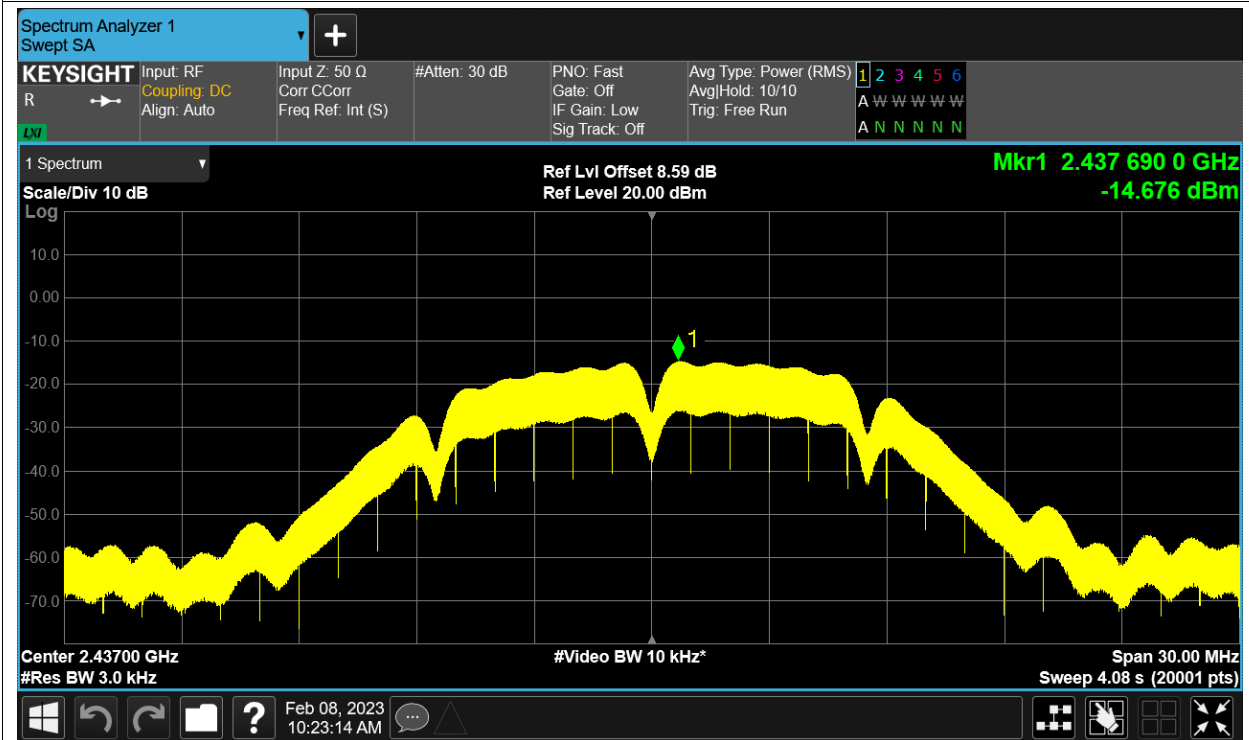 Spectrum Analyzer 1
Swept SA
+
KEYSIGHT
R
LXI
Input: RF
Coupling: DC
Align: Auto
Input Z: 50 Ω
Corr CCorr
Freq Ref: Int (S)
#Atten: 30 dB
PNO: Fast
Gate: Off
IF Gain: Low
Sig Track: Off
Avg Type: Power (RMS)
Avg|Hold: 10/10
Trig: Free Run
1 2 3 4 5 6
A W W W W W
A N N N N N
1 Spectrum
Scale/Div 10 dB
Ref Lvl Offset 8.59 dB
Ref Level 20.00 dBm
Mkr1 2.437 690 0 GHz
-14.676 dBm
Log
10.0
0.00
-10.0
-20.0
-30.0
-40.0
-50.0
-60.0
-70.0
1
Center 2.43700 GHz
#Res BW 3.0 kHz
#Video BW 10 kHz*
Span 30.00 MHz
Sweep 4.08 s (20001 pts)
?
Feb 08, 2023
10:23:14 AM